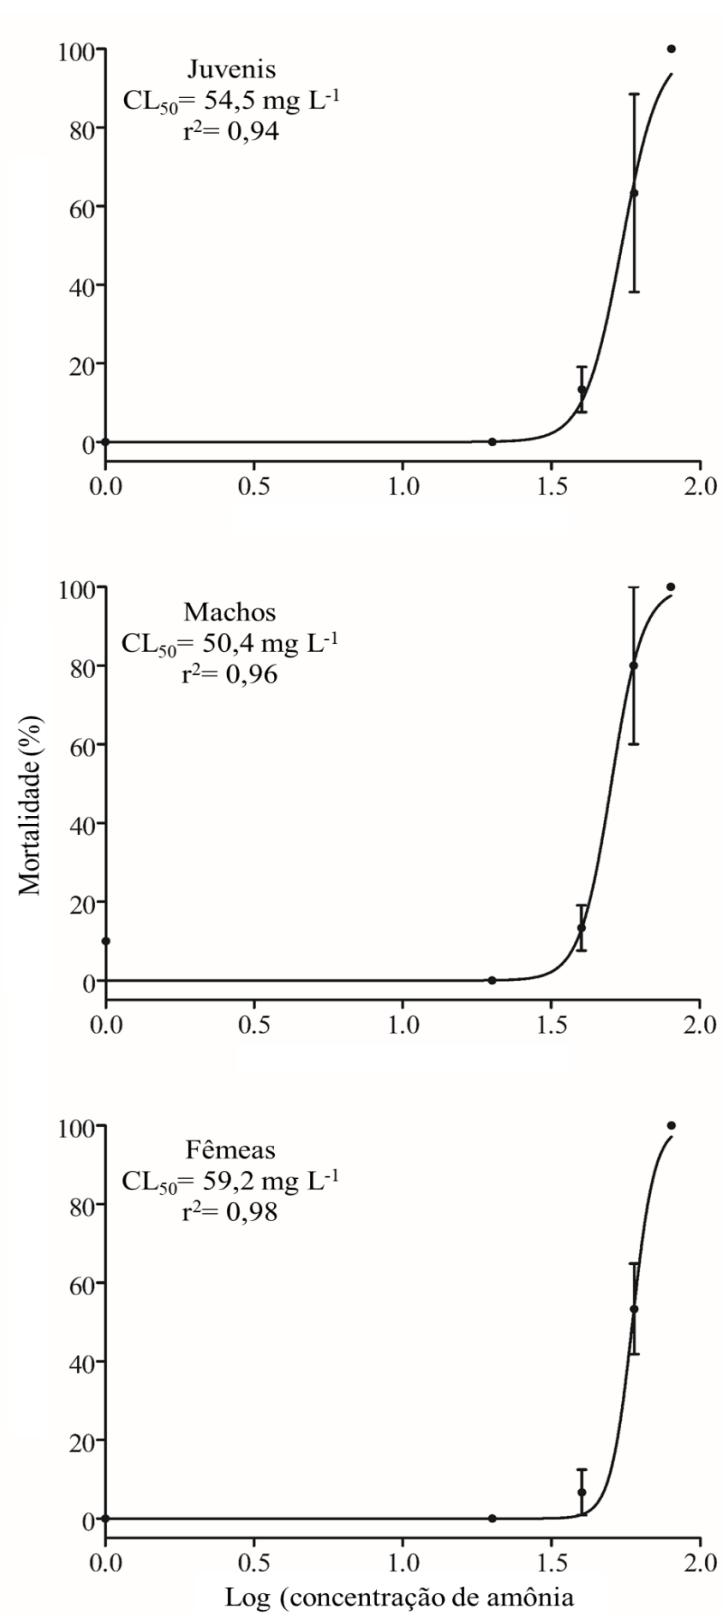 100
Juvenis
CL₅₀= 54,5 mg L⁻¹
r²= 0,94
80
60
40
20
0
0.0 0.5 1.0 1.5 2.0
100
Machos
CL₅₀= 50,4 mg L⁻¹
r²= 0,96
80
60
40
20
0
0.0 0.5 1.0 1.5 2.0
Mortalidade (%)
100
Fêmeas
CL₅₀= 59,2 mg L⁻¹
r²= 0,98
80
60
40
20
0
0.0 0.5 1.0 1.5 2.0
Log (concentração de amônia